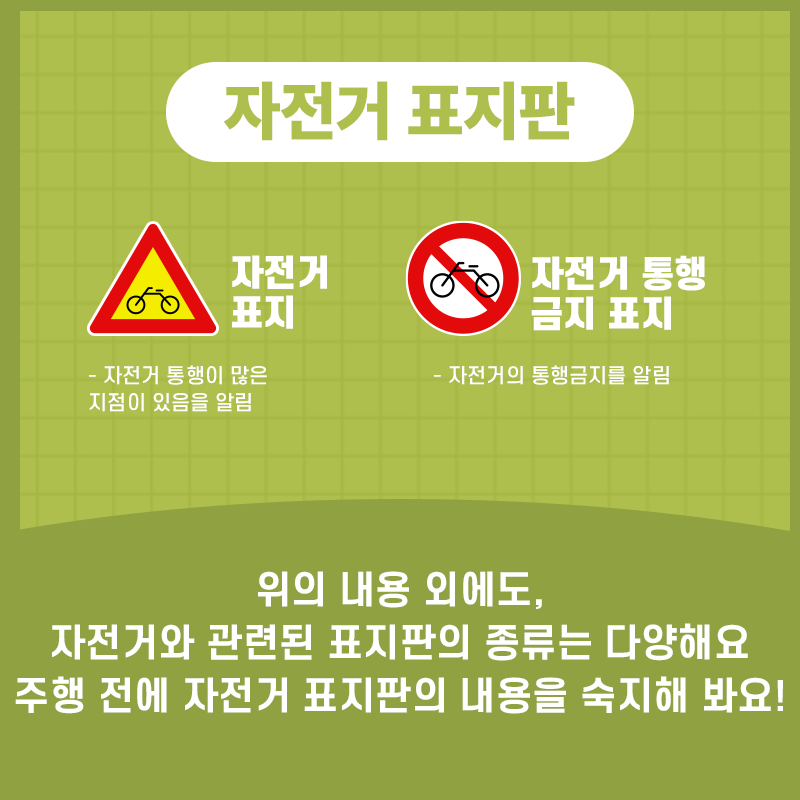 자전거 표지판
자전거
표지
- 자전거 통행이 많은
지점이 있음을 알림
자전거 통행
금지 표지
- 자전거의 통행금지를 알림
위의 내용 외에도,
자전거와 관련된 표지판의 종류는 다양해요
주행 전에 자전거 표지판의 내용을 숙지해 봐요!